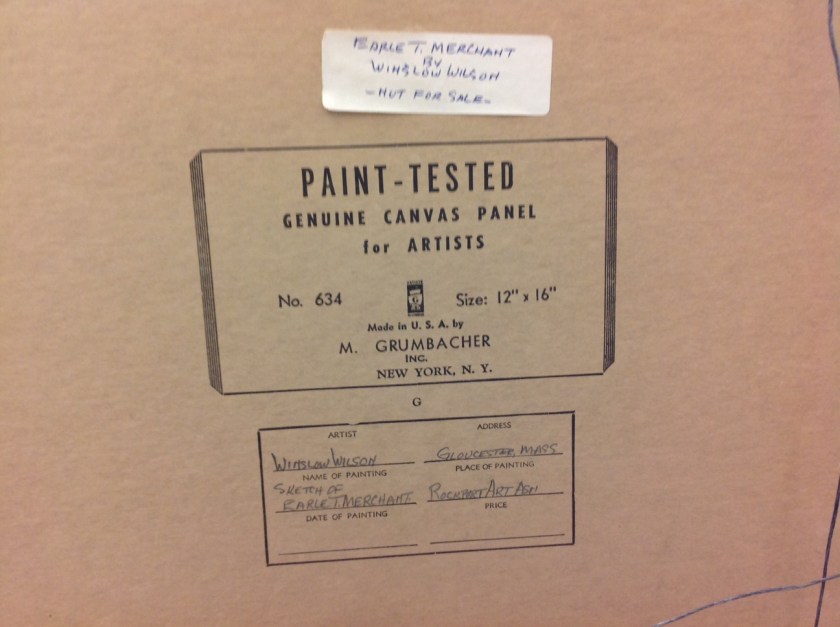 EARLE T. MERCHANT
BY
WINSLOW WILSON
- NOT FOR SALE -
PAINT-TESTED
GENUINE CANVAS PANEL
for ARTISTS
No. 634
Size: 12" x 16"
Made in U. S. A. by
M. GRUMBACHER
INC.
NEW YORK, N. Y.
G
ARTIST
ADDRESS
WINSLOW WILSON
GLOUCESTER, MASS
NAME OF PAINTING
PLACE OF PAINTING
SKETCH OF
EARLE T. MERCHANT
ROCKPORT ART ASN
DATE OF PAINTING
PRICE